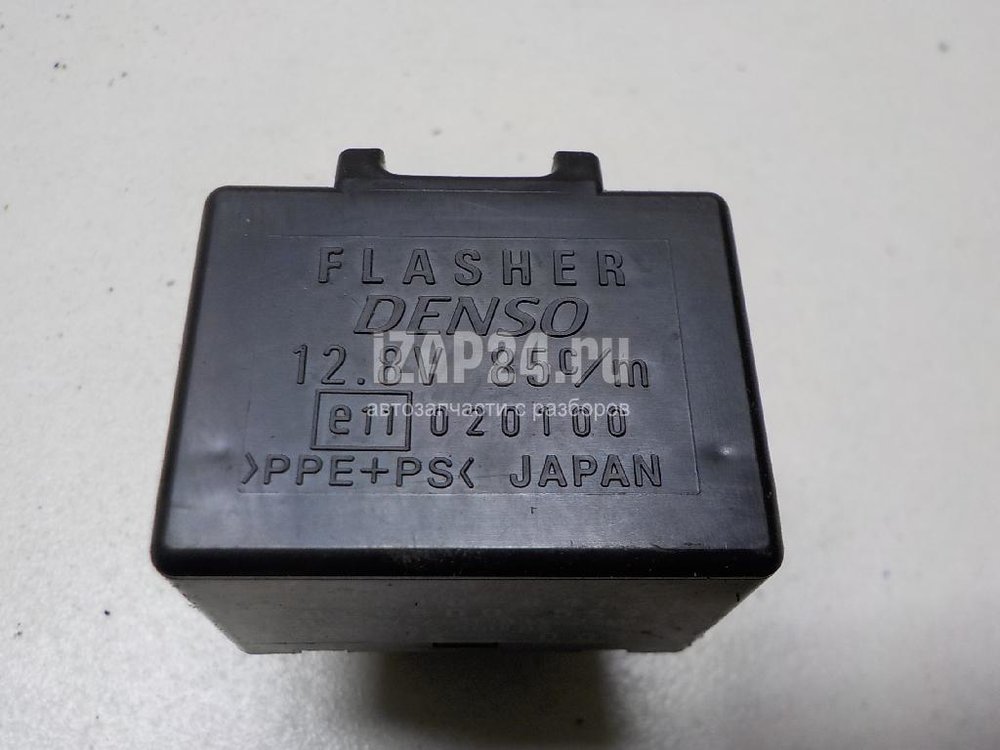 FLASHER
DENSO
12.8V 85c/m
iZAP24.ru
автозапчасти с разборов
e11 020100
>PPE+PS< JAPAN